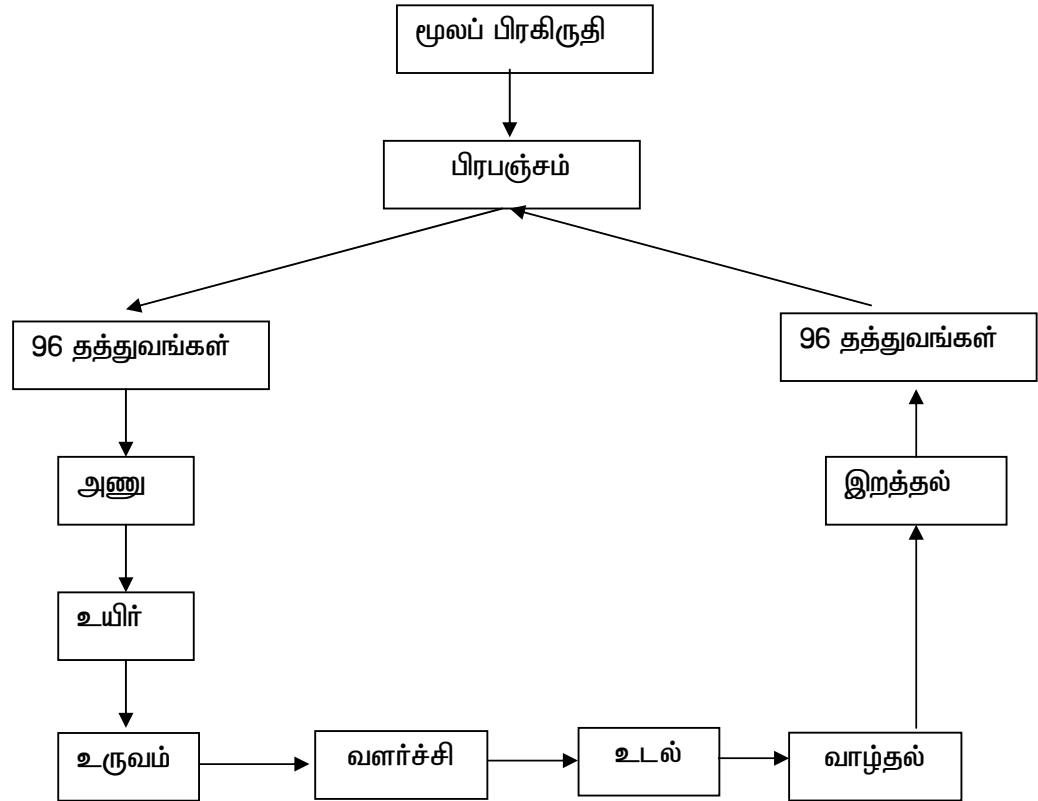 மூலப் பிரகிருதி
பிரபஞ்சம்
96 தத்துவங்கள்
96 தத்துவங்கள்
அணு
இறத்தல்
உயிர்
உருவம்
வளர்ச்சி
உடல்
வாழ்தல்